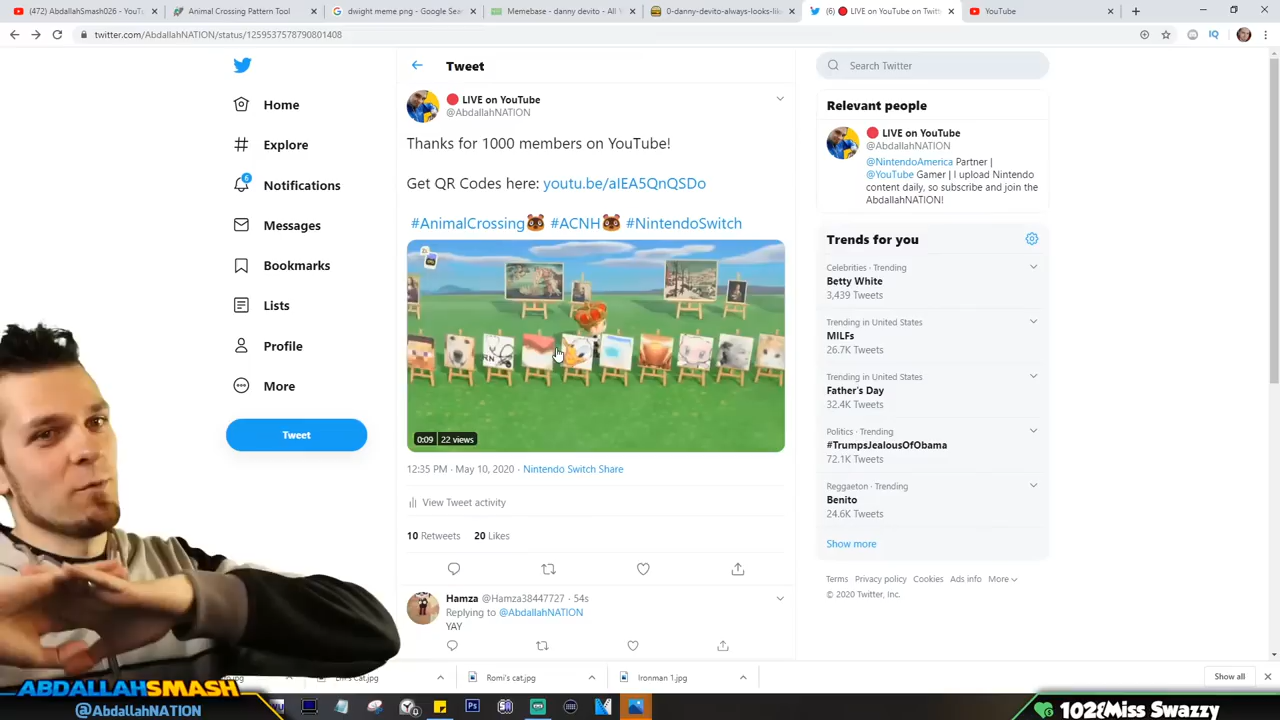 (472) AbdallahSmash026 - YouT
Animal Crossing Pattern Tool
dwight meme png - Google Sea
Memebase - danny devito - All
0-danny-devito-always-looks-lik
(6) 🔴 LIVE on YouTube on Twitt
YouTube
twitter.com/AbdallahNATION/status/1259537578790801408
IQ
Home
Explore
6
Notifications
Messages
Bookmarks
Lists
Profile
More
Tweet
Tweet
🔴 LIVE on YouTube
@AbdallahNATION
Thanks for 1000 members on YouTube!
Get QR Codes here: youtu.be/aIEA5QnQSDo
#AnimalCrossing #ACNH #NintendoSwitch
0:09 22 views
12:35 PM · May 10, 2020 · Nintendo Switch Share
View Tweet activity
10 Retweets 20 Likes
Hamza @Hamza38447727 · 54s
Replying to @AbdallahNATION
YAY
Search Twitter
Relevant people
🔴 LIVE on YouTube
@AbdallahNATION
@NintendoAmerica Partner |
@YouTube Gamer | I upload Nintendo
content daily, so subscribe and join the
AbdallahNATION!
Trends for you
Celebrities · Trending
Betty White
3,439 Tweets
Trending in United States
MILFs
26.7K Tweets
Trending in United States
Father's Day
32.4K Tweets
Politics · Trending
#TrumpsJealousOfObama
72.1K Tweets
Reggaeton · Trending
Benito
24.6K Tweets
Show more
Terms Privacy policy Cookies Ads info More
© 2020 Twitter, Inc.
Romi's cat.jpg
Ironman 1.jpg
Show all
ABDALLAHSMASH
@AbdallahNATION
102(Miss Swazzy